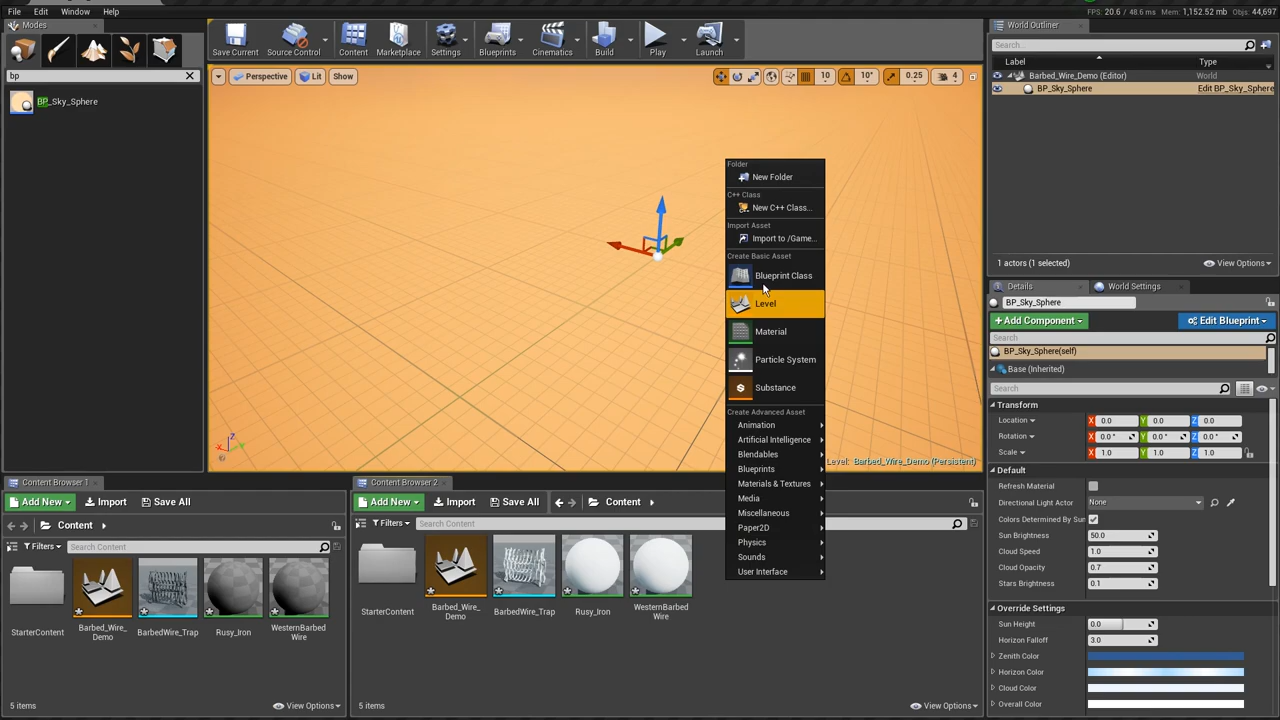 File Edit Window Help
FPS: 20.6 / 48.6 ms Mem: 1,152.52 mb Objs: 44,697
Modes
bp
BP_Sky_Sphere
Save Current Source Control Content Marketplace Settings Blueprints Cinematics Build Play Launch
Perspective Lit Show
10 10° 0.25 4
Level: Barbed_Wire_Demo (Persistent)
Folder
New Folder
C++ Class
New C++ Class...
Import Asset
Import to /Game...
Create Basic Asset
Blueprint Class
Level
Material
Particle System
Substance
Create Advanced Asset
Animation
Artificial Intelligence
Blendables
Blueprints
Materials & Textures
Media
Miscellaneous
Paper2D
Physics
Sounds
User Interface
Content Browser 1
Add New Import Save All
Content
Filters Search Content
StarterContent
Barbed_Wire_
Demo
BarbedWire_Trap
Rusy_Iron
WesternBarbed
Wire
5 items
View Options
Content Browser 2
Add New Import Save All
Content
Filters Search Content
StarterContent
Barbed_Wire_
Demo
BarbedWire_Trap
Rusy_Iron
WesternBarbed
Wire
5 items
View Options
World Outliner
Search...
Label Type
Barbed_Wire_Demo (Editor) World
BP_Sky_Sphere Edit BP_Sky_Sphere
1 actors (1 selected)
View Options
Details World Settings
BP_Sky_Sphere
+Add Component Edit Blueprint
Search
BP_Sky_Sphere(self)
Base (Inherited)
Search
Transform
Location X 0.0 Y 0.0 Z 0.0
Rotation X 0.0 ° Y 0.0 ° Z 0.0 °
Scale X 1.0 Y 1.0 Z 1.0
Default
Refresh Material
Directional Light Actor None
Colors Determined By Sun
Sun Brightness 50.0
Cloud Speed 1.0
Cloud Opacity 0.7
Stars Brightness 0.1
Override Settings
Sun Height 0.0
Horizon Falloff 3.0
Zenith Color
Horizon Color
Cloud Color
Overall Color